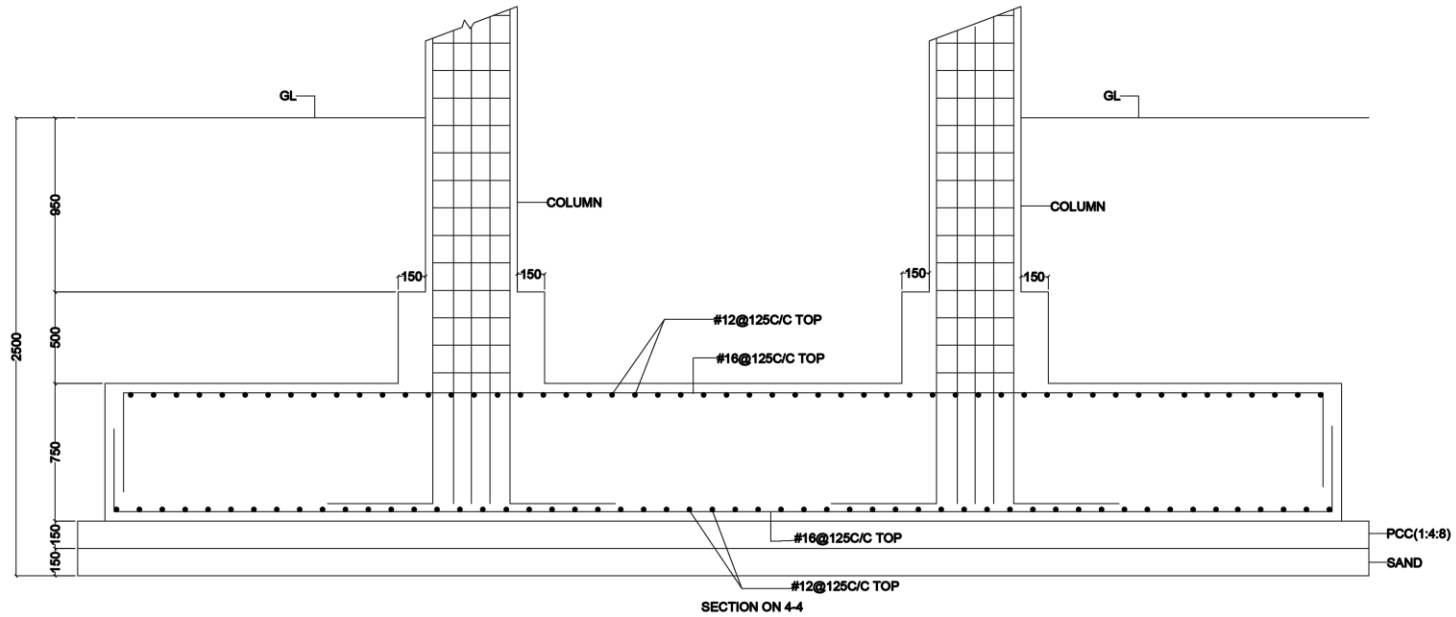 GL
GL
950
COLUMN
COLUMN
150
150
150
150
2500
500
#12@125C/C TOP
#16@125C/C TOP
750
150
#16@125C/C TOP
PCC(1:4:8)
150
SAND
#12@125C/C TOP
SECTION ON 4-4